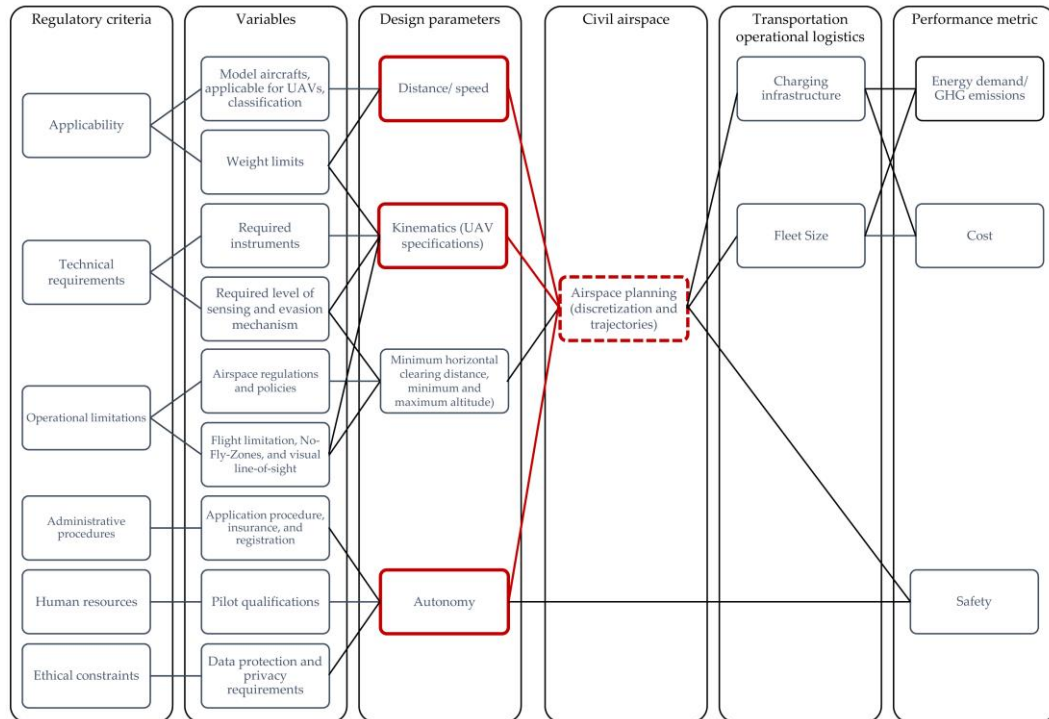 Regulatory criteria
Variables
Design parameters
Civil airspace
Transportation
operational logistics
Performance metric
Applicability
Technical
requirements
Operational limitations
Administrative
procedures
Human resources
Ethical constraints
Model aircrafts,
applicable for UAVs,
classification
Weight limits
Required
instruments
Required level of
sensing and evasion
mechanism
Airspace regulations
and policies
Flight limitation, No-
Fly-Zones, and visual
line-of-sight
Application procedure,
insurance, and
registration
Pilot qualifications
Data protection and
privacy
requirements
Distance/ speed
Kinematics (UAV
specifications)
Minimum horizontal
clearing distance,
minimum and
maximum altitude)
Autonomy
Airspace planning
(discretization and
trajectories)
Charging
infrastructure
Fleet Size
Energy demand/
GHG emissions
Cost
Safety